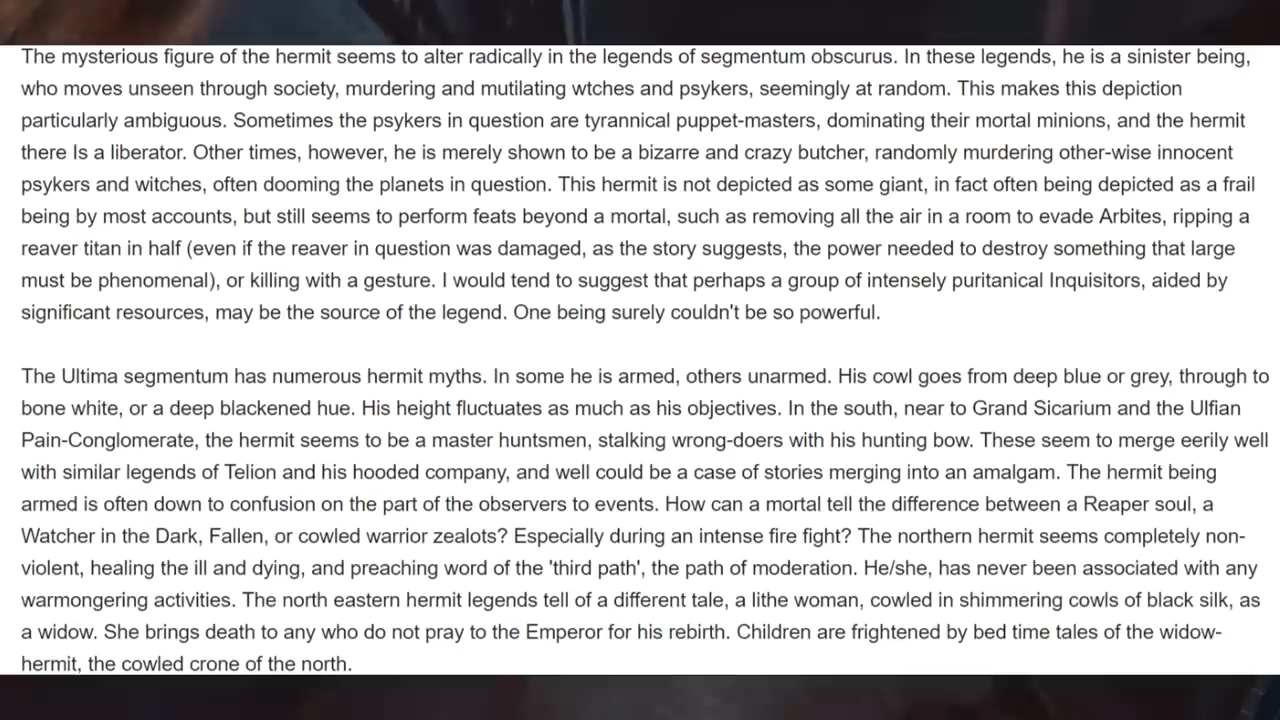 The mysterious figure of the hermit seems to alter radically in the legends of segmentum obscurus. In these legends, he is a sinister being,
who moves unseen through society, murdering and mutilating wtches and psykers, seemingly at random. This makes this depiction
particularly ambiguous. Sometimes the psykers in question are tyrannical puppet-masters, dominating their mortal minions, and the hermit
there Is a liberator. Other times, however, he is merely shown to be a bizarre and crazy butcher, randomly murdering other-wise innocent
psykers and witches, often dooming the planets in question. This hermit is not depicted as some giant, in fact often being depicted as a frail
being by most accounts, but still seems to perform feats beyond a mortal, such as removing all the air in a room to evade Arbites, ripping a
reaver titan in half (even if the reaver in question was damaged, as the story suggests, the power needed to destroy something that large
must be phenomenal), or killing with a gesture. I would tend to suggest that perhaps a group of intensely puritanical Inquisitors, aided by
significant resources, may be the source of the legend. One being surely couldn't be so powerful.
The Ultima segmentum has numerous hermit myths. In some he is armed, others unarmed. His cowl goes from deep blue or grey, through to
bone white, or a deep blackened hue. His height fluctuates as much as his objectives. In the south, near to Grand Sicarium and the Ulfian
Pain-Conglomerate, the hermit seems to be a master huntsmen, stalking wrong-doers with his hunting bow. These seem to merge eerily well
with similar legends of Telion and his hooded company, and well could be a case of stories merging into an amalgam. The hermit being
armed is often down to confusion on the part of the observers to events. How can a mortal tell the difference between a Reaper soul, a
Watcher in the Dark, Fallen, or cowled warrior zealots? Especially during an intense fire fight? The northern hermit seems completely non-
violent, healing the ill and dying, and preaching word of the 'third path', the path of moderation. He/she, has never been associated with any
warmongering activities. The north eastern hermit legends tell of a different tale, a lithe woman, cowled in shimmering cowls of black silk, as
a widow. She brings death to any who do not pray to the Emperor for his rebirth. Children are frightened by bed time tales of the widow-
hermit, the cowled crone of the north.